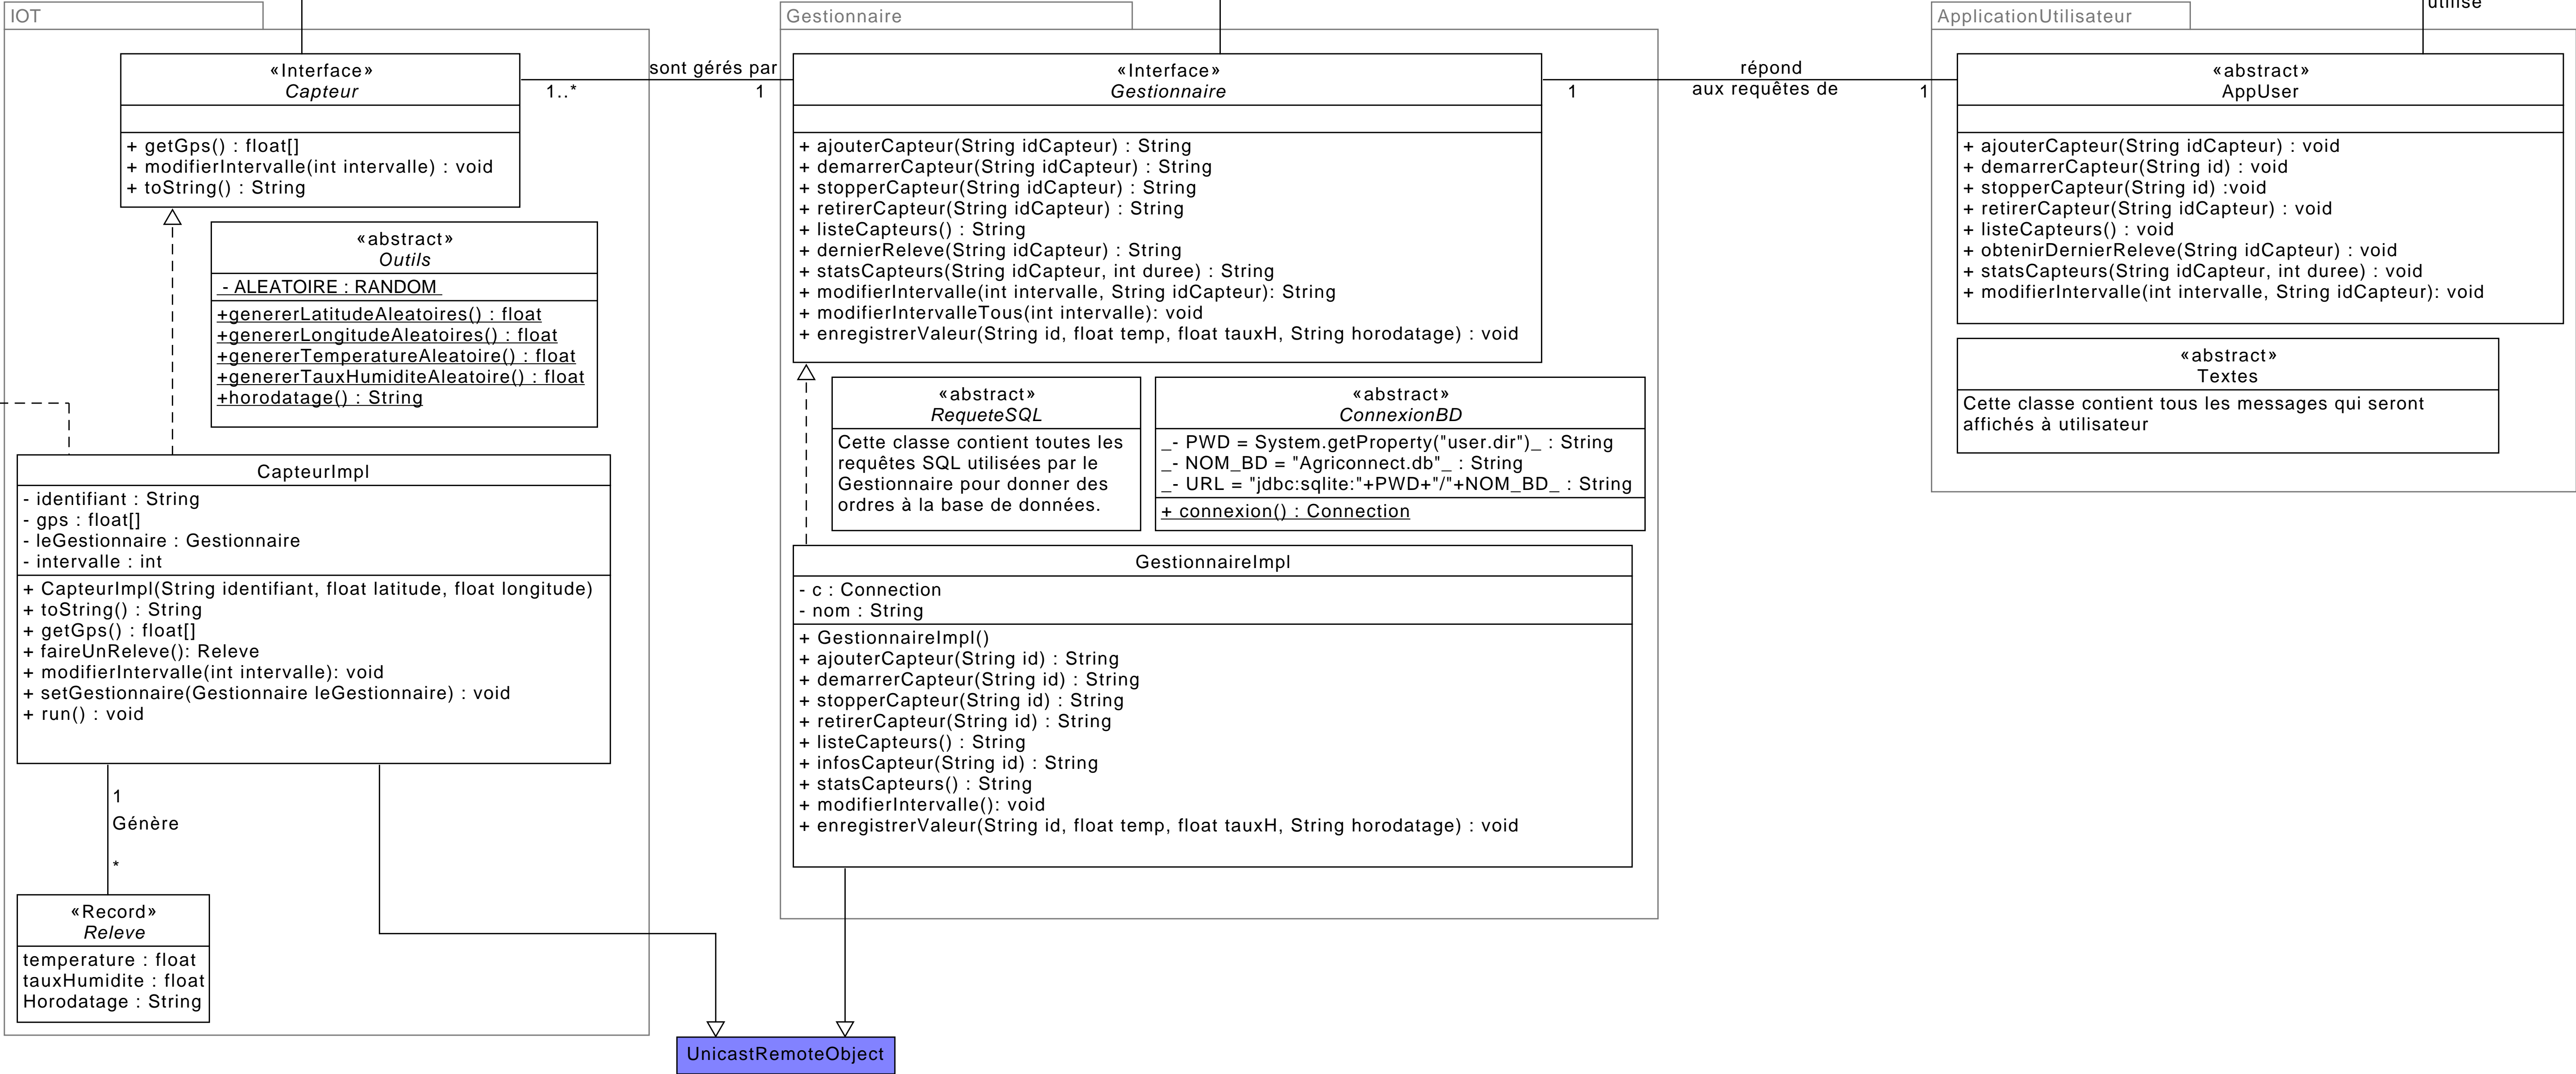 IOT
«Interface»
Capteur
+ getGps() : float[]
+ modifierIntervalle(int intervalle) : void
+ toString() : String
«abstract»
Outils
- ALEATOIRE : RANDOM
+genererLatitudeAleatoires() : float
+genererLongitudeAleatoires() : float
+genererTemperatureAleatoire() : float
+genererTauxHumiditeAleatoire() : float
+horodatage() : String
CapteurImpl
- identifiant : String
- gps : float[]
- leGestionnaire : Gestionnaire
- intervalle : int
+ CapteurImpl(String identifiant, float latitude, float longitude)
+ toString() : String
+ getGps() : float[]
+ faireUnReleve(): Releve
+ modifierIntervalle(int intervalle): void
+ setGestionnaire(Gestionnaire leGestionnaire) : void
+ run() : void
1
Génère
*
«Record»
Releve
temperature : float
tauxHumidite : float
Horodatage : String
sont gérés par
1..*
1
Gestionnaire
«Interface»
Gestionnaire
+ ajouterCapteur(String idCapteur) : String
+ demarrerCapteur(String idCapteur) : String
+ stopperCapteur(String idCapteur) : String
+ retirerCapteur(String idCapteur) : String
+ listeCapteurs() : String
+ dernierReleve(String idCapteur) : String
+ statsCapteurs(String idCapteur, int duree) : String
+ modifierIntervalle(int intervalle, String idCapteur): String
+ modifierIntervalleTous(int intervalle): void
+ enregistrerValeur(String id, float temp, float tauxH, String horodatage) : void
«abstract»
RequeteSQL
Cette classe contient toutes les
requêtes SQL utilisées par le
Gestionnaire pour donner des
ordres à la base de données.
«abstract»
ConnexionBD
_- PWD = System.getProperty("user.dir")_ : String
_- NOM_BD = "Agriconnect.db"_ : String
_- URL = "jdbc:sqlite:"+PWD+"/"+NOM_BD_ : String
+ connexion() : Connection
GestionnaireImpl
- c : Connection
- nom : String
+ GestionnaireImpl()
+ ajouterCapteur(String id) : String
+ demarrerCapteur(String id) : String
+ stopperCapteur(String id) : String
+ retirerCapteur(String id) : String
+ listeCapteurs() : String
+ infosCapteur(String id) : String
+ statsCapteurs() : String
+ modifierIntervalle(): void
+ enregistrerValeur(String id, float temp, float tauxH, String horodatage) : void
UnicastRemoteObject
répond
aux requêtes de
1
1
ApplicationUtilisateur
utilise
«abstract»
AppUser
+ ajouterCapteur(String idCapteur) : void
+ demarrerCapteur(String id) : void
+ stopperCapteur(String id) :void
+ retirerCapteur(String idCapteur) : void
+ listeCapteurs() : void
+ obtenirDernierReleve(String idCapteur) : void
+ statsCapteurs(String idCapteur, int duree) : void
+ modifierIntervalle(int intervalle, String idCapteur): void
«abstract»
Textes
Cette classe contient tous les messages qui seront
affichés à utilisateur